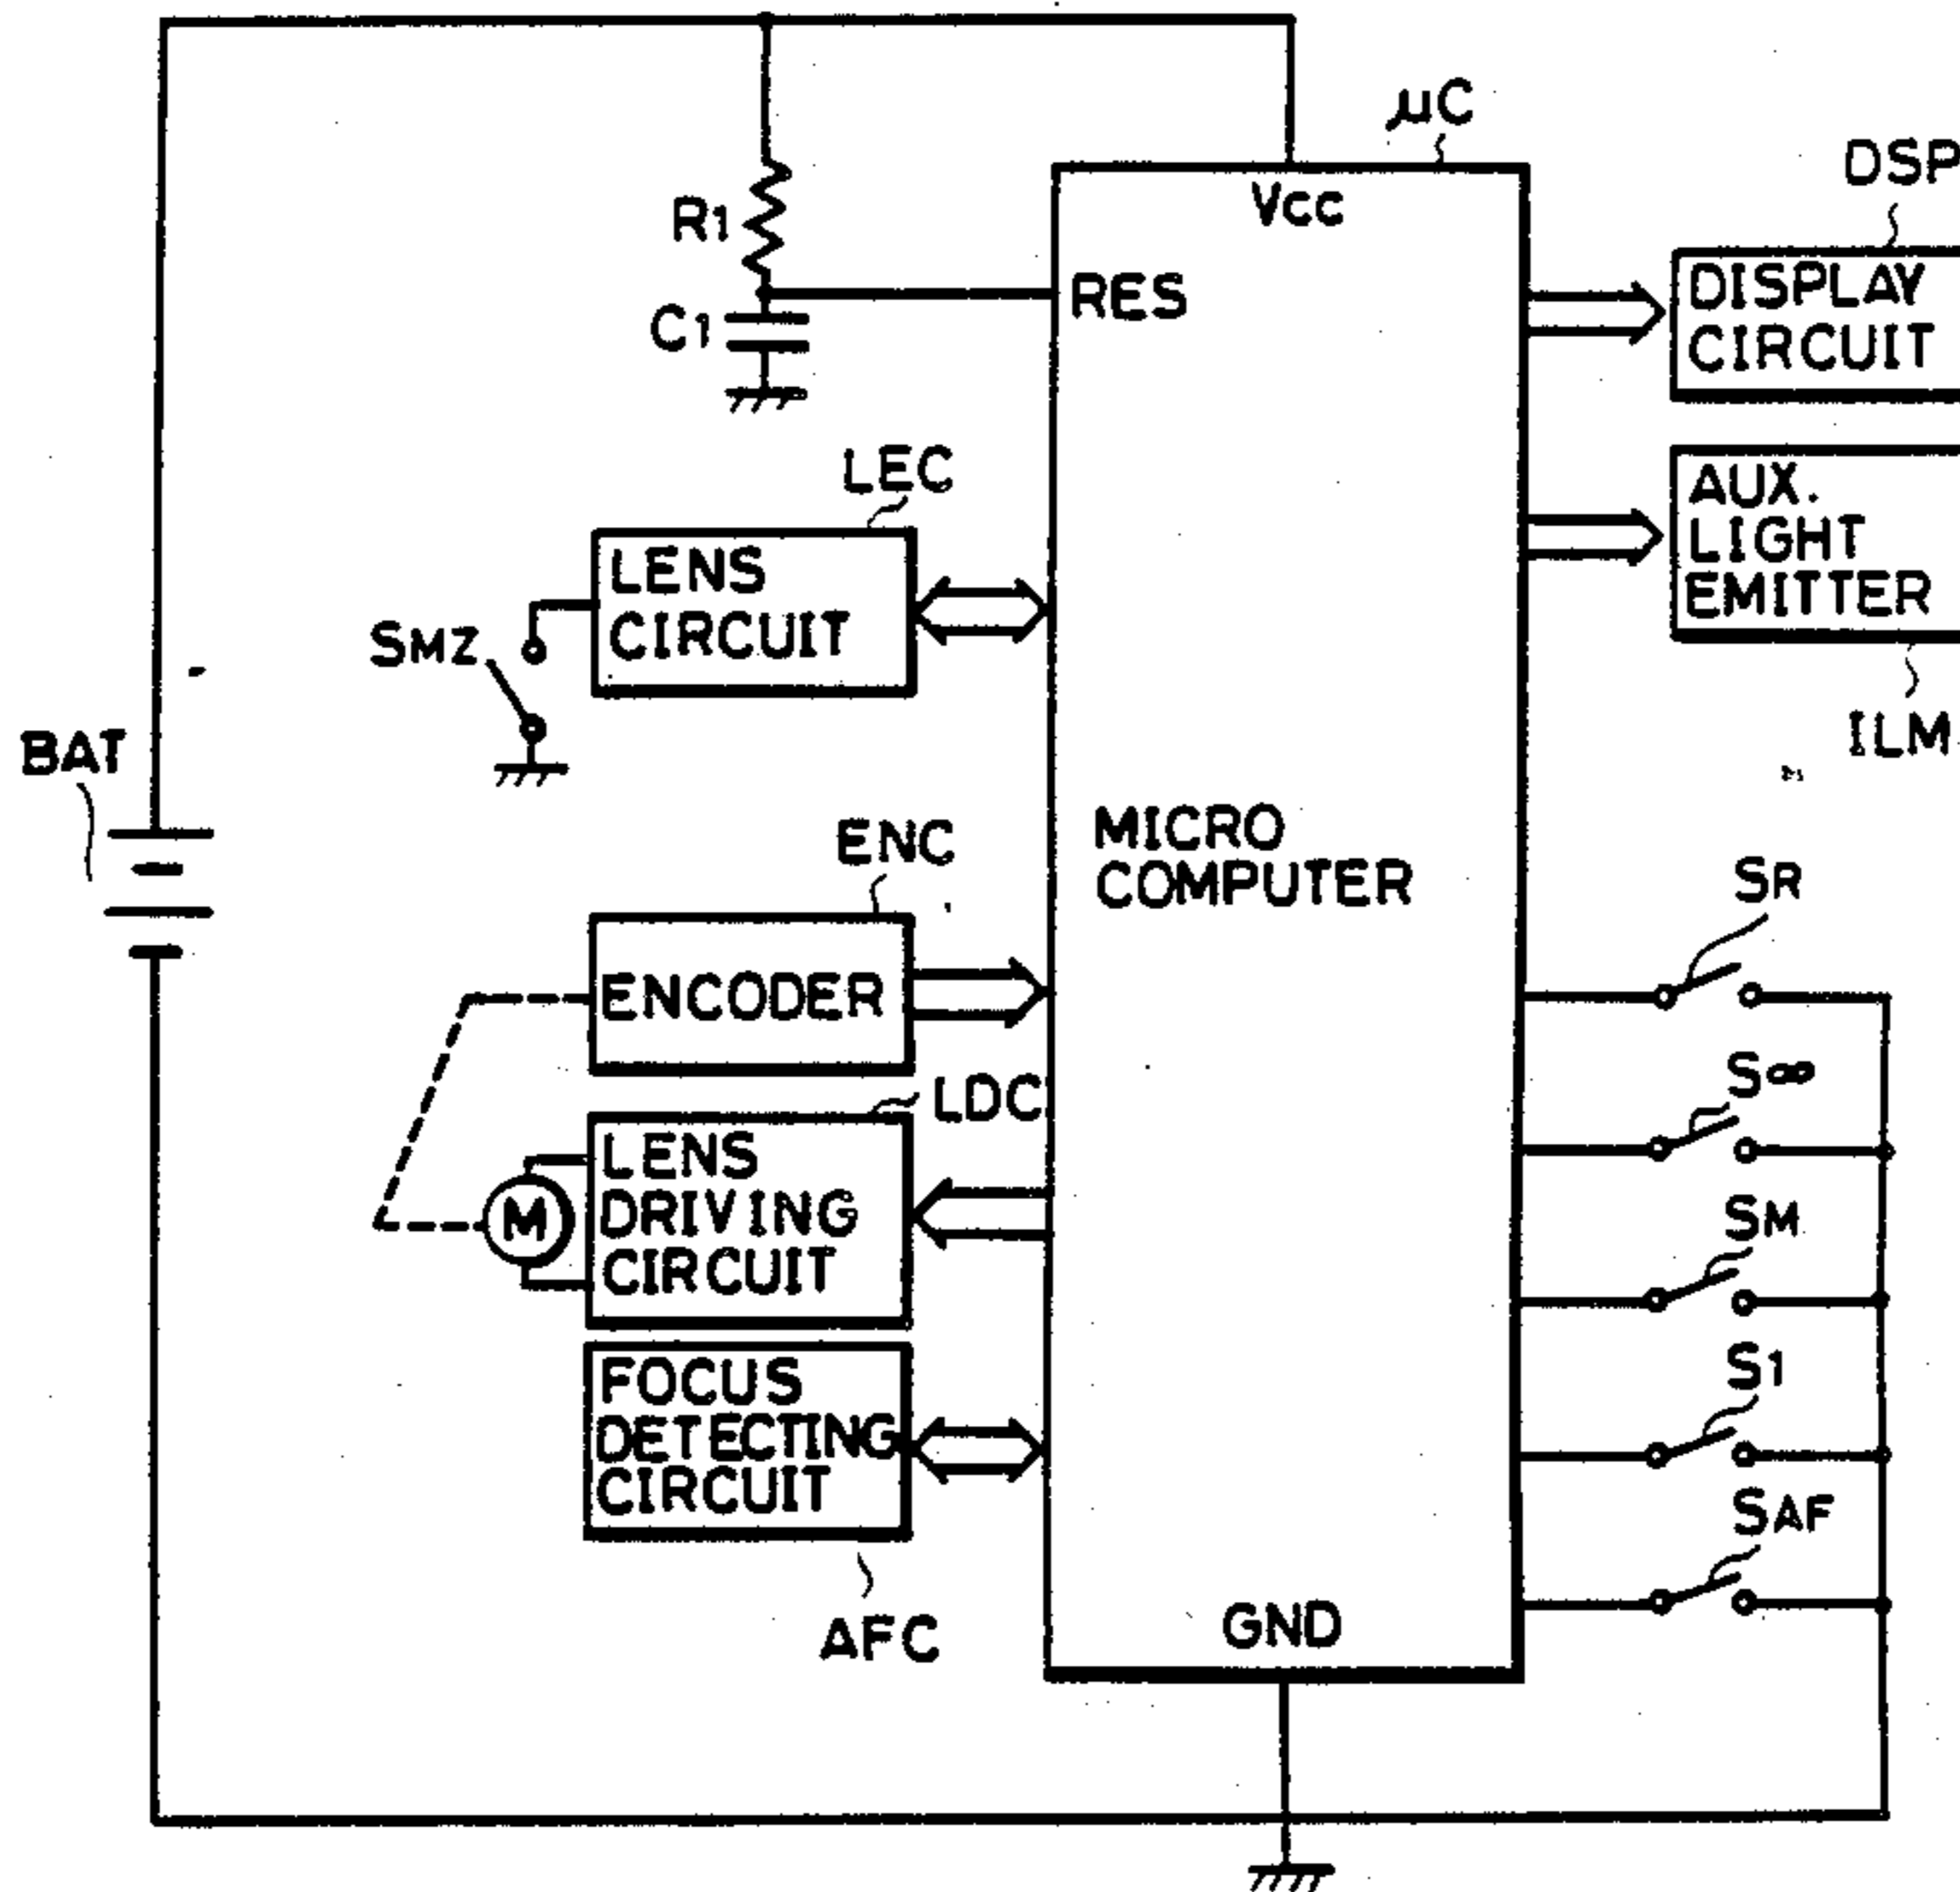 μC
DSP
Vcc
R1
RES
DISPLAY
CIRCUIT
C1
LEC
AUX.
LIGHT
EMITTER
LENS
CIRCUIT
SMZ
ILM
BAT
ENC
MICRO
COMPUTER
SR
ENCODER
S∞
LDC
LENS
DRIVING
CIRCUIT
M
SM
S1
FOCUS
DETECTING
CIRCUIT
SAF
AFC
GND